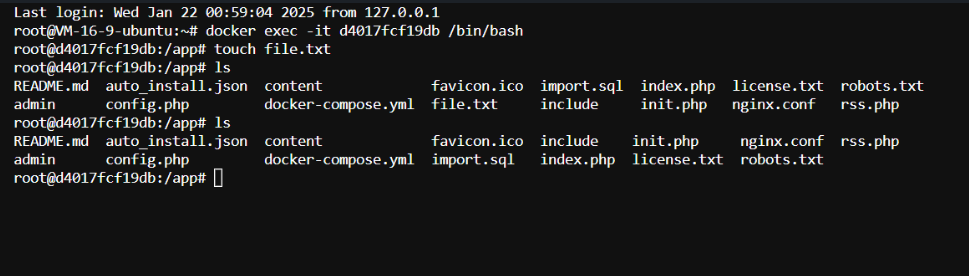 Last login: Wed Jan 22 00:59:04 2025 from 127.0.0.1
root@VM-16-9-ubuntu:~# docker exec -it d4017fcf19db /bin/bash
root@d4017fcf19db:/app# touch file.txt
root@d4017fcf19db:/app# ls
README.md  auto_install.json  content             favicon.ico  import.sql  index.php  license.txt  robots.txt
admin      config.php         docker-compose.yml  file.txt     include     init.php   nginx.conf   rss.php
root@d4017fcf19db:/app# ls
README.md  auto_install.json  content             favicon.ico  include    init.php     nginx.conf  rss.php
admin      config.php         docker-compose.yml  import.sql   index.php  license.txt  robots.txt
root@d4017fcf19db:/app#